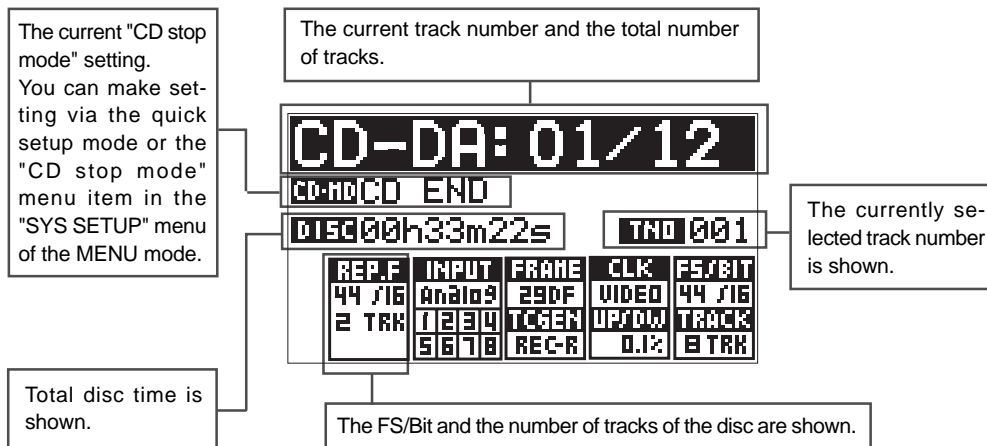 The current "CD stop
mode" setting.
You can make set-
ting via the quick
setup mode or the
"CD stop mode"
menu item in the
"SYS SETUP" menu
of the MENU mode.
The current track number and the total number
of tracks.
CD-DA: 01/12
CD-MD CD END
DISC 00h33m22s TNO 001
The currently se-
lected track number
is shown.
REP.F INPUT FRAME CLK FS/BIT
44 /16 Analog 29DF VIDEO 44 /16
2 TRK 1 2 3 4 TCGEN UP/DW TRACK
5 6 7 8 REC-R 0.1% 8 TRK
Total disc time is
shown.
The FS/Bit and the number of tracks of the disc are shown.